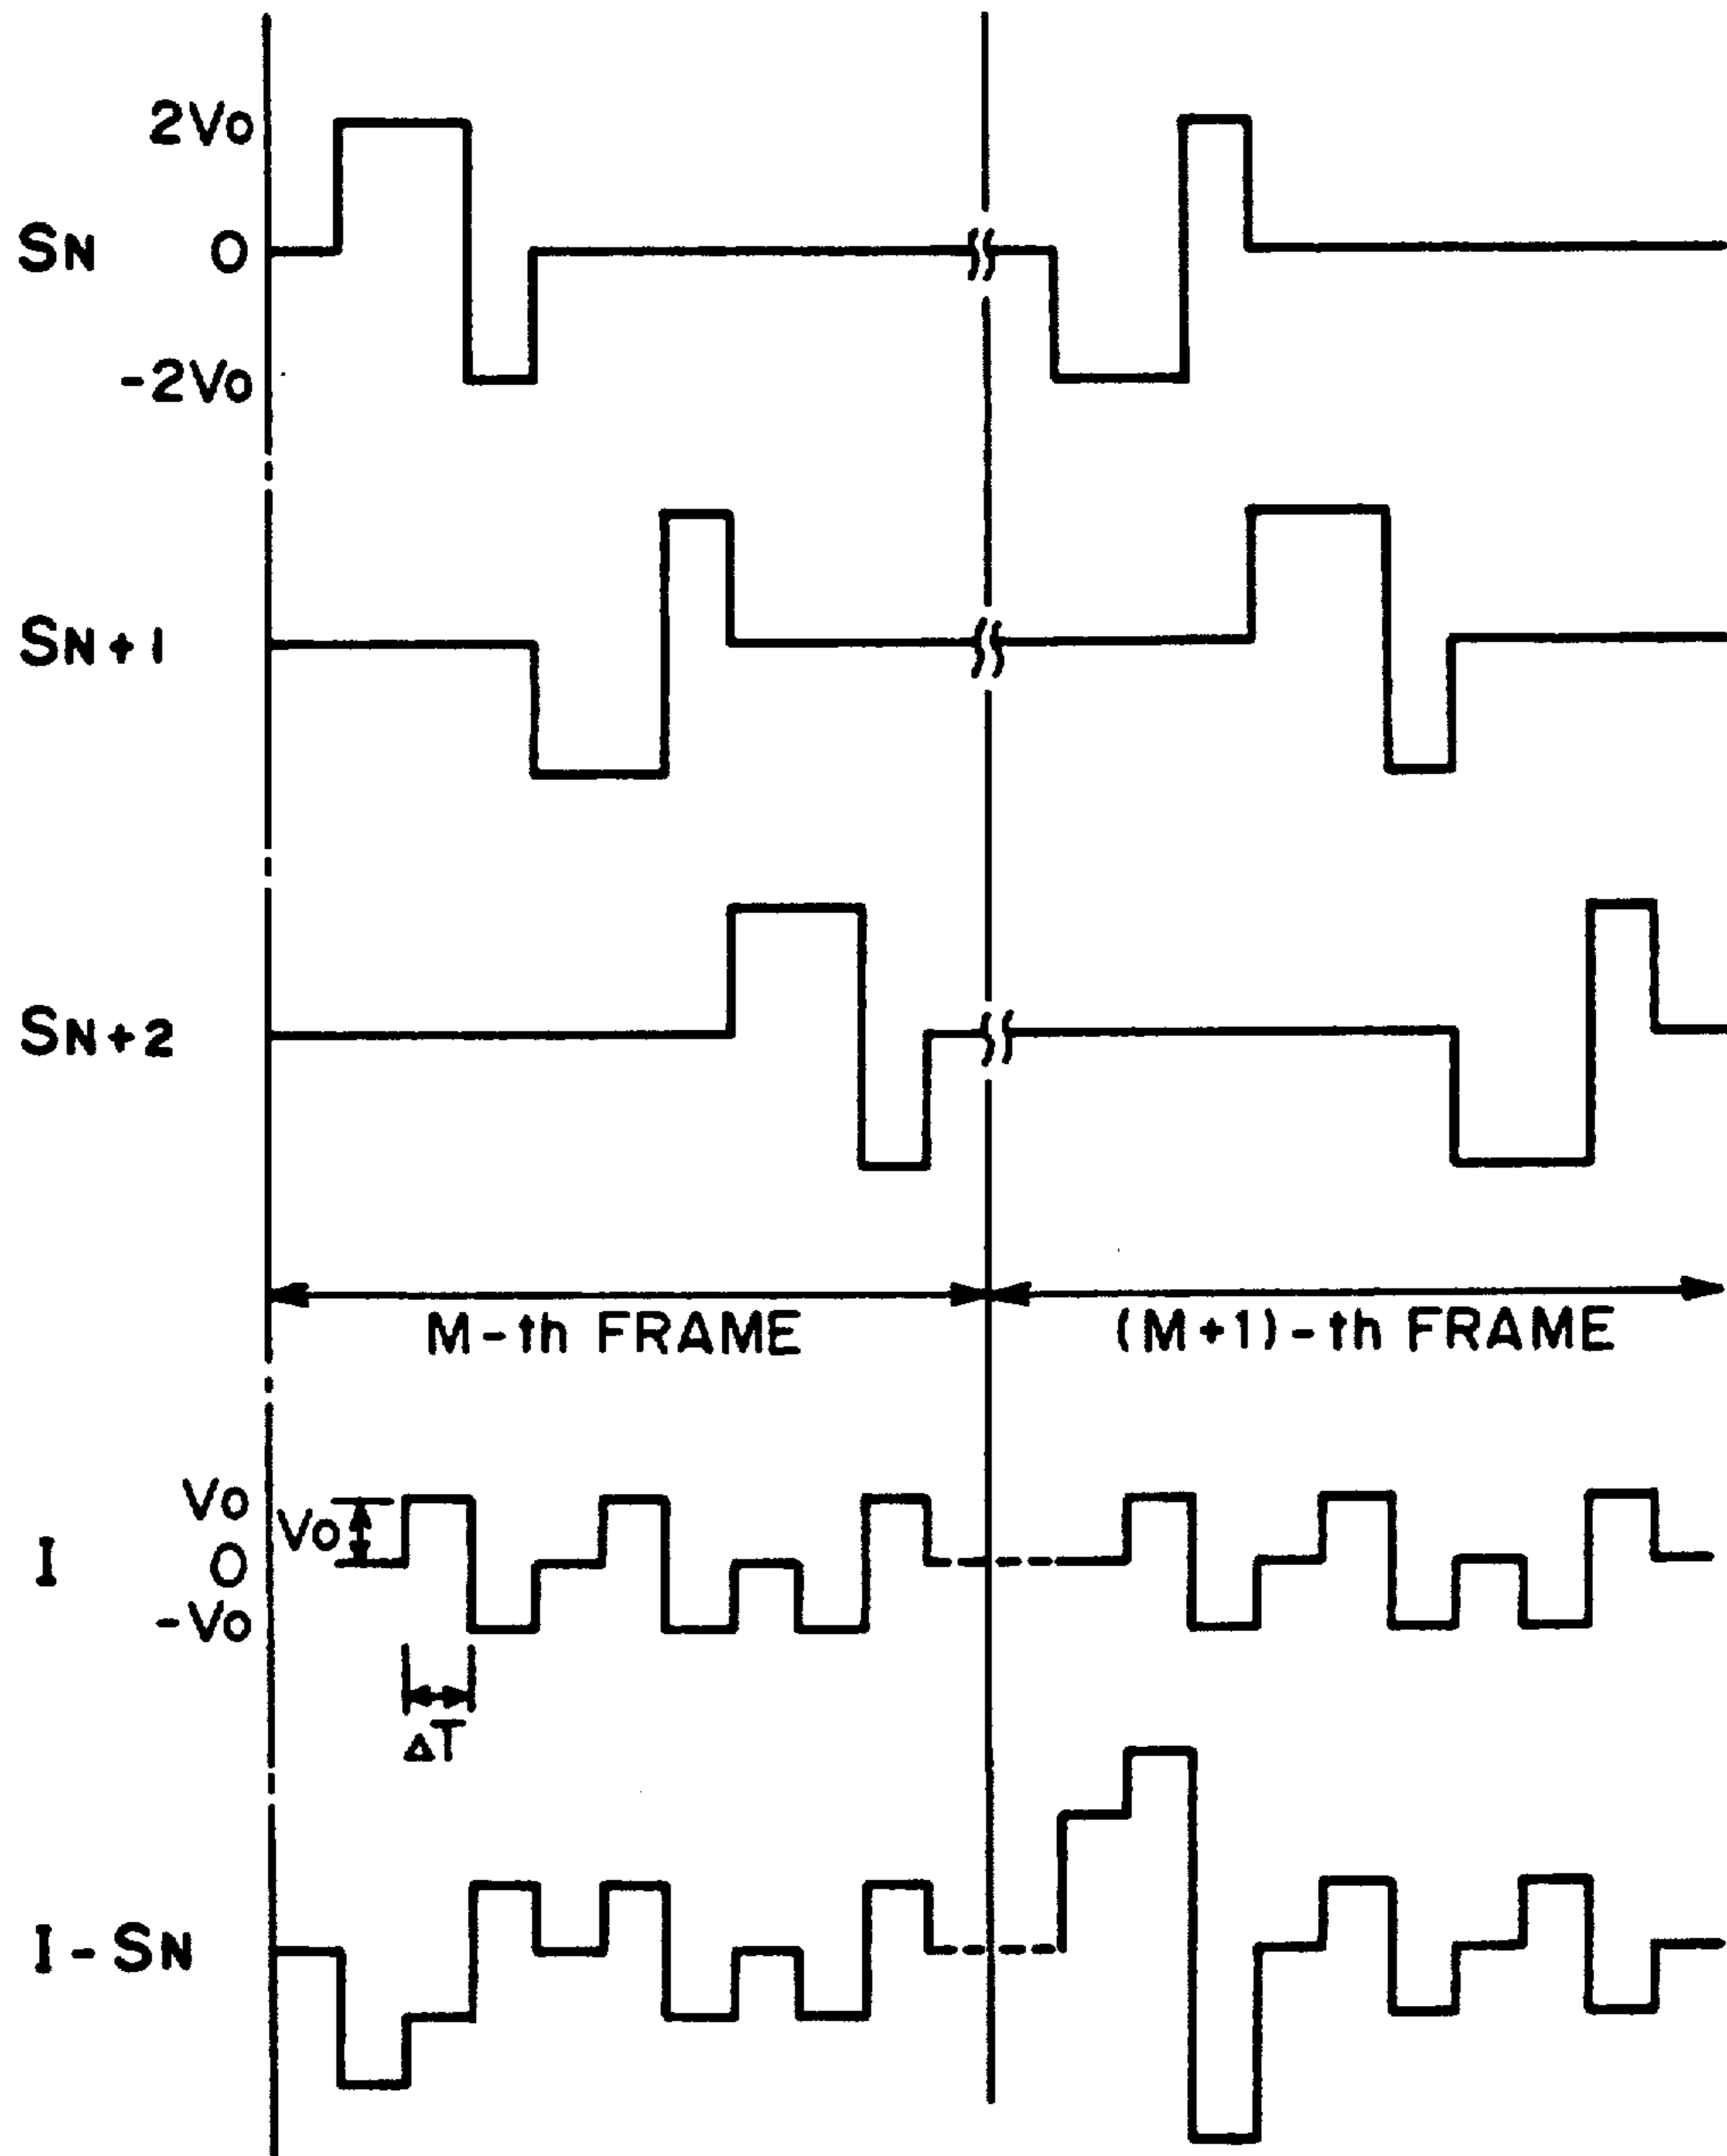 2Vo
SN 0
-2Vo
SN+1
SN+2
M-th FRAME (M+1)-th FRAME
Vo
Vo
I 0
-Vo
ΔT
I-SN